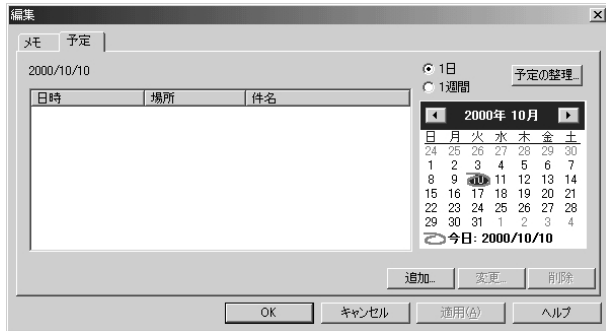 編集
メモ 予定
2000/10/10
1日
1週間
予定の整理...
日時 場所 件名
2000年 10月
日 月 火 水 木 金 土
24 25 26 27 28 29 30
1 2 3 4 5 6 7
8 9 10 11 12 13 14
15 16 17 18 19 20 21
22 23 24 25 26 27 28
29 30 31 1 2 3 4
今日: 2000/10/10
追加... 変更... 削除
OK キャンセル 適用(A) ヘルプ